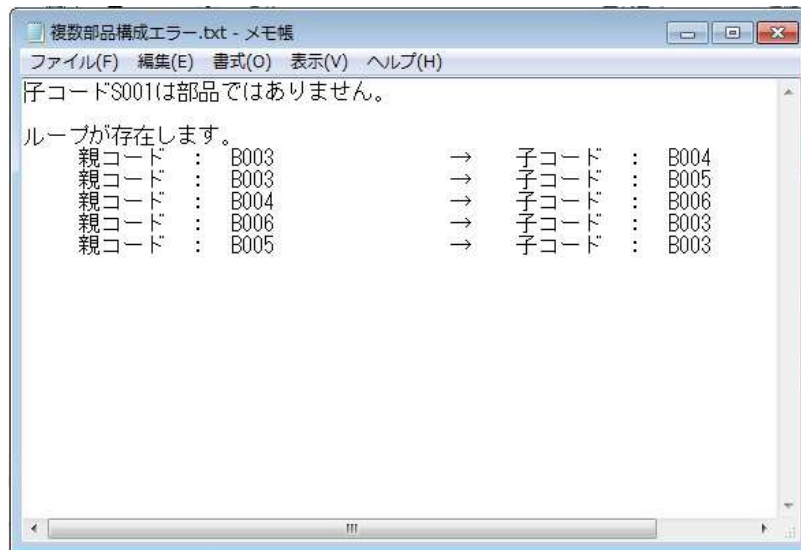 複数部品構成エラー.txt - メモ帳
ファイル(F) 編集(E) 書式(O) 表示(V) ヘルプ(H)
子コードS001は部品ではありません。
ループが存在します。
親コード : B003 → 子コード : B004
親コード : B003 → 子コード : B005
親コード : B004 → 子コード : B006
親コード : B006 → 子コード : B003
親コード : B005 → 子コード : B003